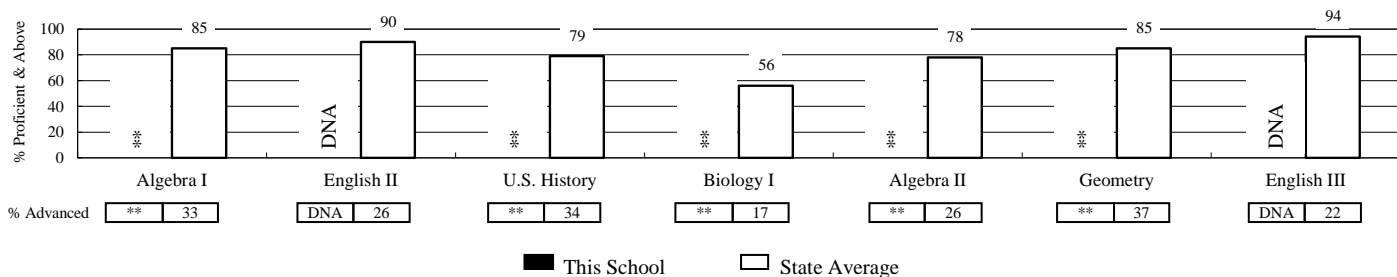 % Proficient & Above
100
80
60
40
20
0
85
90
79
56
78
85
94
** DNA ** ** ** ** DNA
Algebra I English II U.S. History Biology I Algebra II Geometry English III
% Advanced ** 33 DNA 26 ** 34 ** 17 ** 26 ** 37 DNA 22
This School State Average